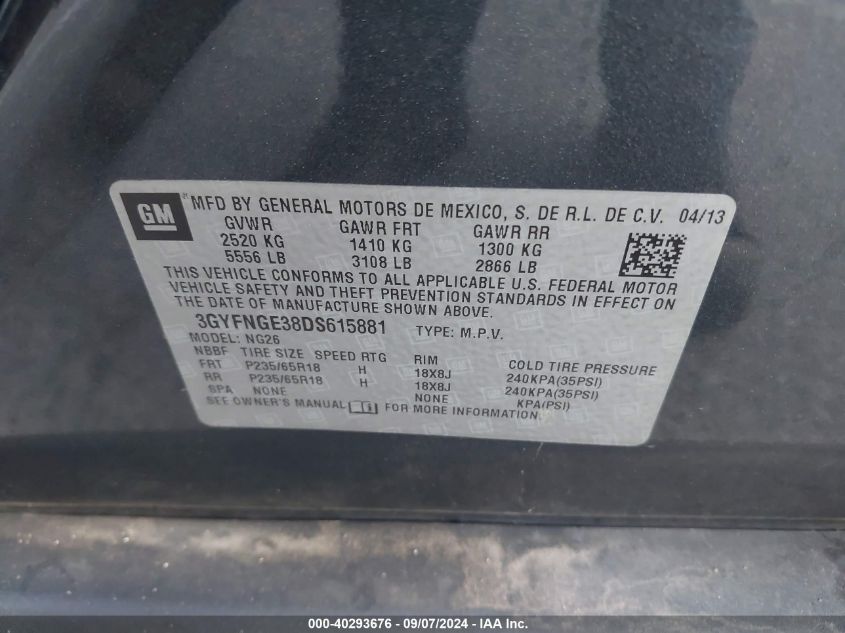 GM
MFD BY GENERAL MOTORS DE MEXICO, S. DE R.L. DE C.V. 04/13
GVWR GAWR FRT GAWR RR
2520 KG 1410 KG 1300 KG
5556 LB 3108 LB 2866 LB
THIS VEHICLE CONFORMS TO ALL APPLICABLE U.S. FEDERAL MOTOR
VEHICLE SAFETY AND THEFT PREVENTION STANDARDS IN EFFECT ON
THE DATE OF MANUFACTURE SHOWN ABOVE.
3GYFNGE38DS615881 TYPE: M.P.V.
MODEL: NG26
NBBF TIRE SIZE SPEED RTG RIM COLD TIRE PRESSURE
FRT P235/65R18 H 18X8J 240KPA(35PSI)
RR P235/65R18 H 18X8J 240KPA(35PSI)
SPA NONE NONE KPA(PSI)
SEE OWNER'S MANUAL FOR MORE INFORMATION.
000-40293676 - 09/07/2024 - IAA Inc.